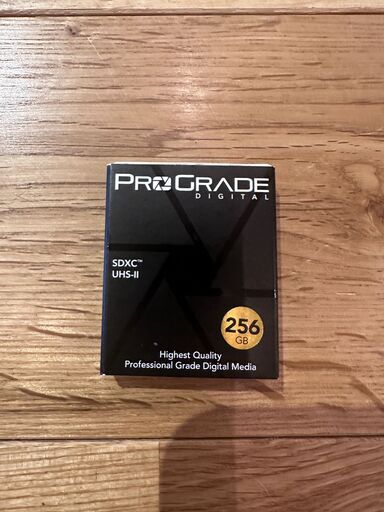 PROGRADE
DIGITAL
SDXC™
UHS-II
256
GB
Highest Quality
Professional Grade Digital Media